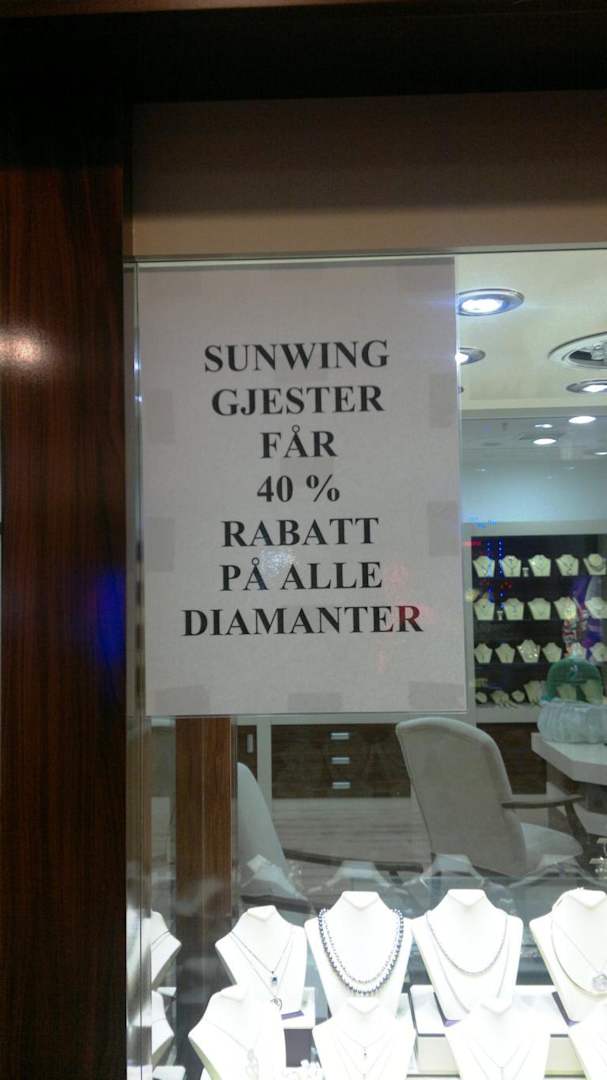 SUNWING
GJESTER
FÅR
40 %
RABATT
PÅ ALLE
DIAMANTER